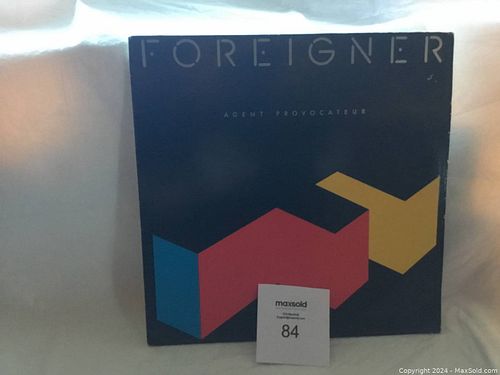 FOREIGNER
AGENT PROVOCATEUR
maxsold
84
Copyright © 2024 - MaxSold.com